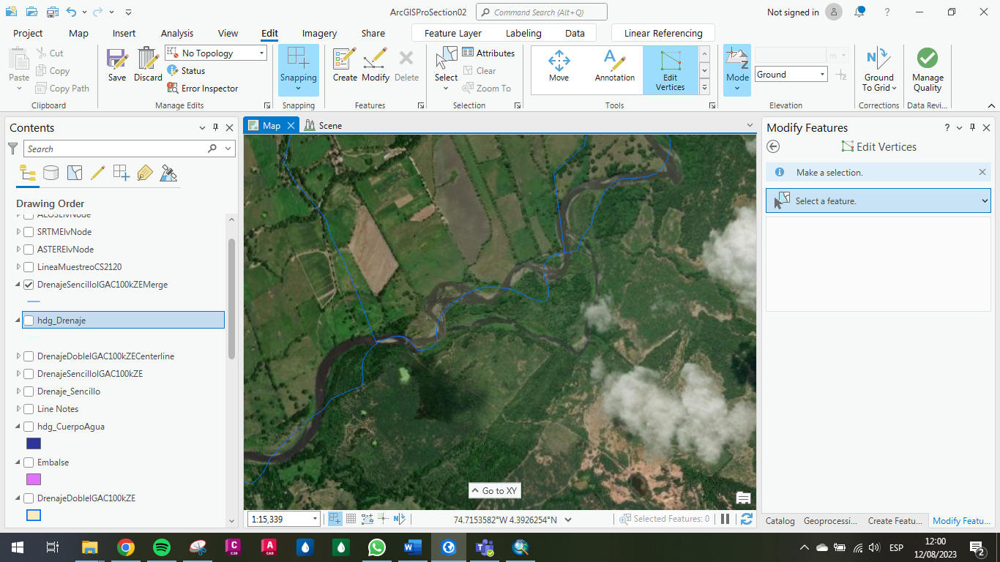 ArcGISProSection02
Command Search (Alt+Q)
Not signed in
?
Project
Map
Insert
Analysis
View
Edit
Imagery
Share
Feature Layer
Labeling
Data
Linear Referencing
Paste
Cut
Copy
Copy Path
Clipboard
Save
Discard
No Topology
Status
Error Inspector
Manage Edits
Snapping
Snapping
Create
Modify
Delete
Features
Select
Attributes
Clear
Zoom To
Selection
Move
Annotation
Edit
Vertices
Tools
Mode
m
Ground
Elevation
Ground
To Grid
Corrections
Manage
Quality
Data Revi...
Contents
Search
Drawing Order
ALOSElvNode
SRTMElvNode
ASTERElvNode
LineaMuestreoCS2120
DrenajeSencilloIGAC100kZEMerge
hdg_Drenaje
DrenajeDobleIGAC100kZECenterline
DrenajeSencilloIGAC100kZE
Drenaje_Sencillo
Line Notes
hdg_CuerpoAgua
Embalse
DrenajeDobleIGAC100kZE
Map
Scene
Go to XY
1:15,339
74.7153582°W 4.3926254°N
Selected Features: 0
Modify Features
?
Edit Vertices
Make a selection.
Select a feature.
Catalog
Geoprocessi...
Create Featu...
Modify Featu...
ESP
12:00
12/08/2023
2